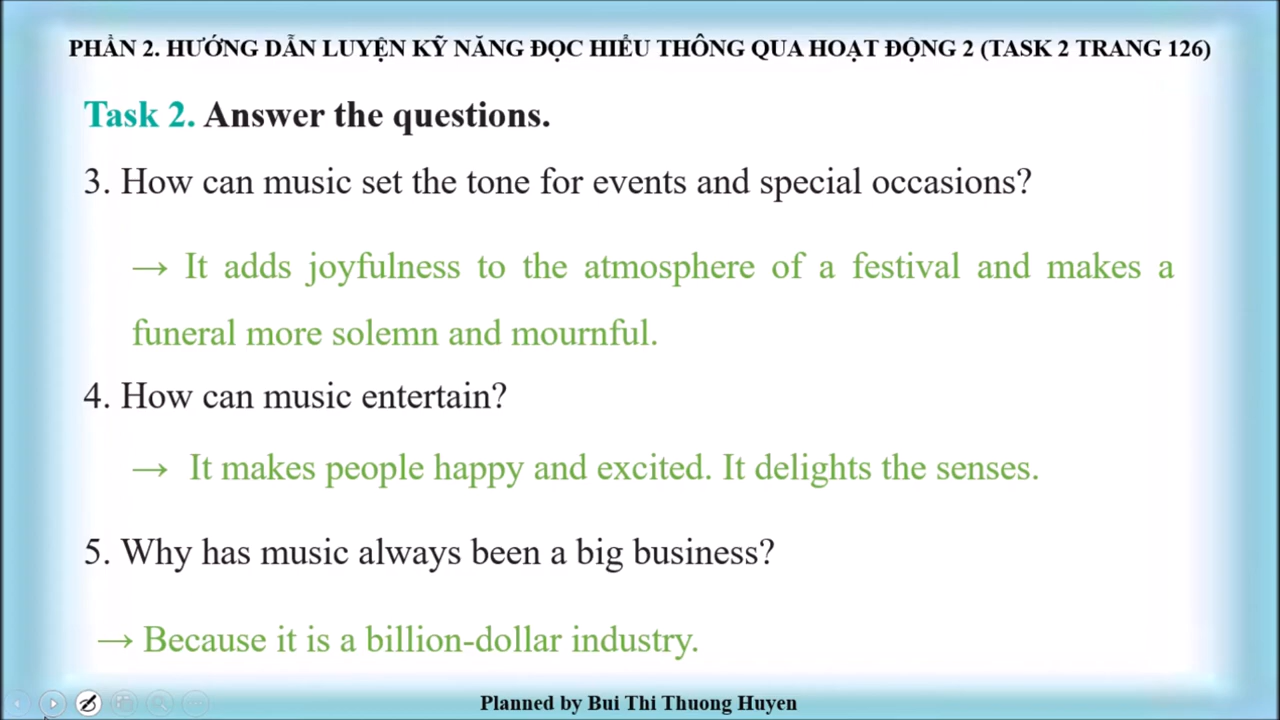 PHẦN 2. HƯỚNG DẪN LUYỆN KỸ NĂNG ĐỌC HIỂU THÔNG QUA HOẠT ĐỘNG 2 (TASK 2 TRANG 126)
Task 2. Answer the questions.
3. How can music set the tone for events and special occasions?
→ It adds joyfulness to the atmosphere of a festival and makes a
funeral more solemn and mournful.
4. How can music entertain?
→ It makes people happy and excited. It delights the senses.
5. Why has music always been a big business?
→ Because it is a billion-dollar industry.
Planned by Bui Thi Thuong Huyen